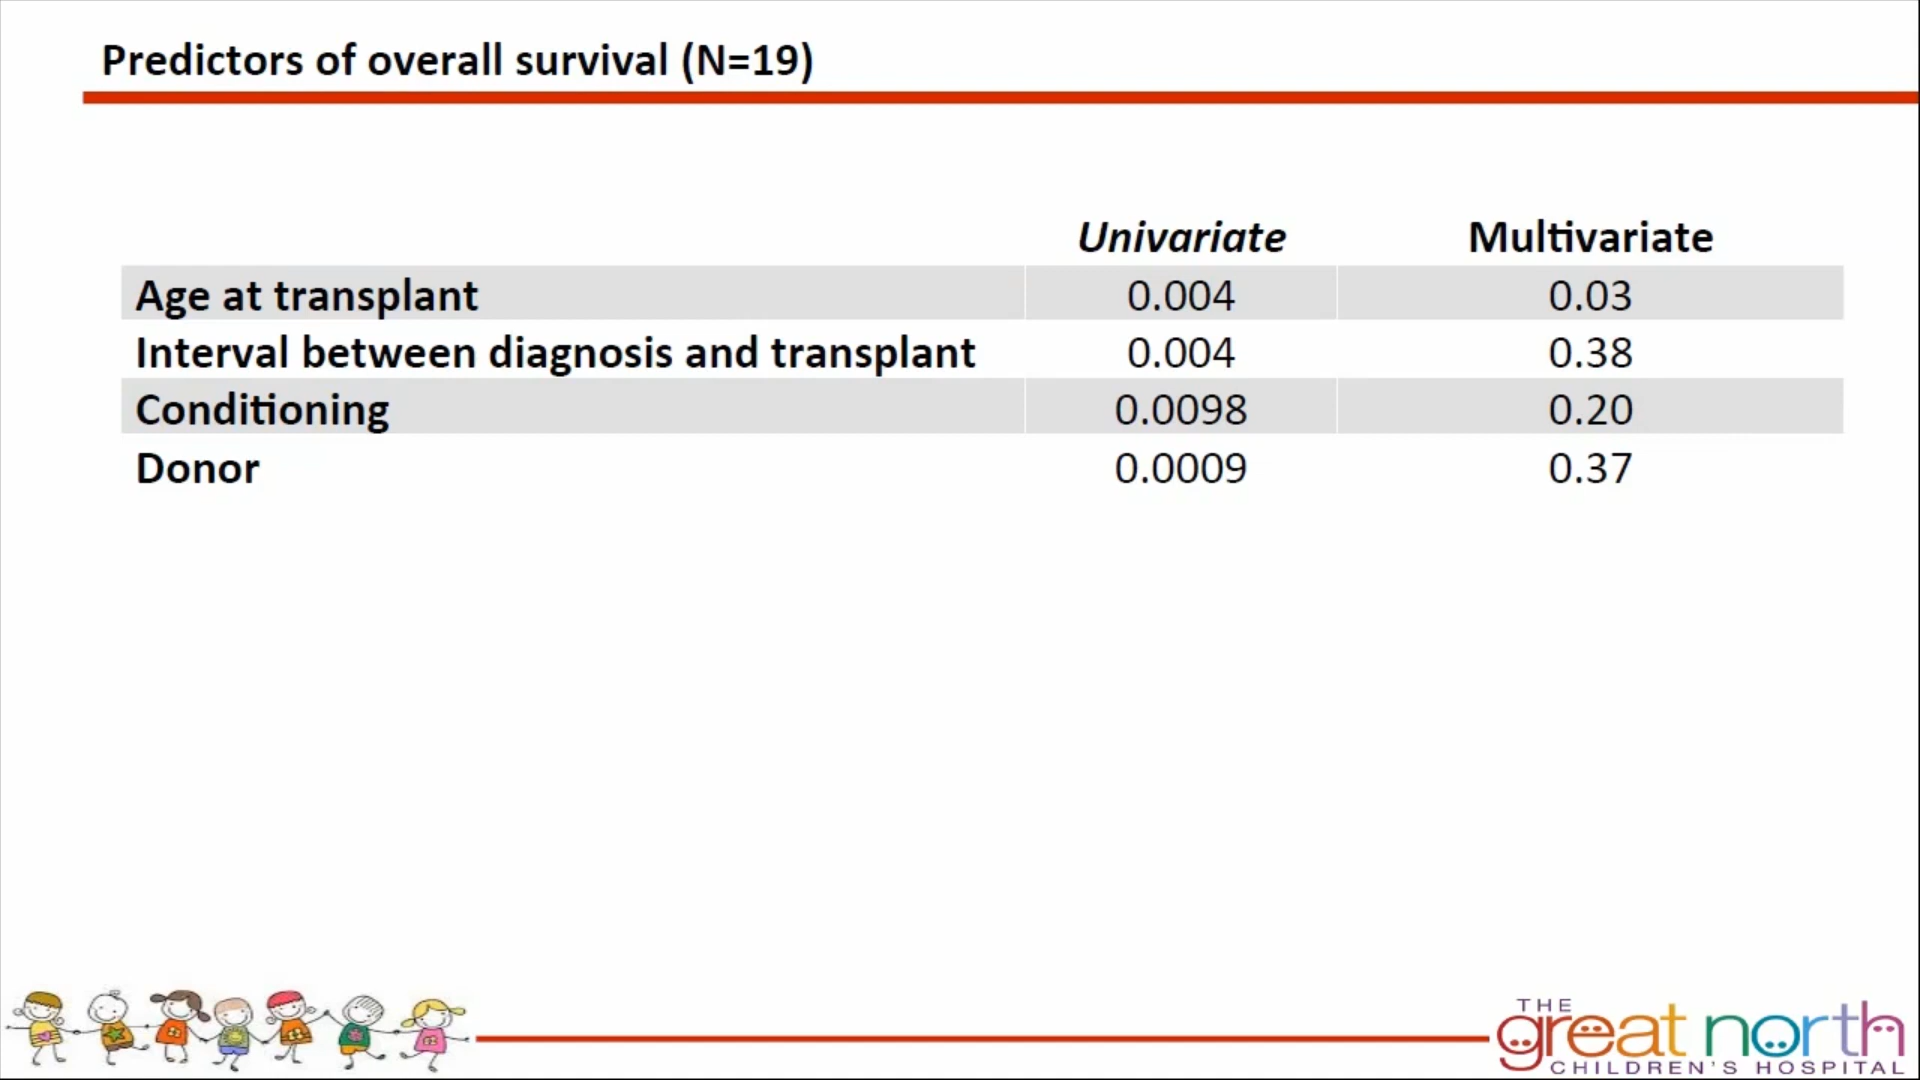 Predictors of overall survival (N=19)
Univariate Multivariate
Age at transplant 0.004 0.03
Interval between diagnosis and transplant 0.004 0.38
Conditioning 0.0098 0.20
Donor 0.0009 0.37
THE
great north
CHILDREN'S HOSPITAL